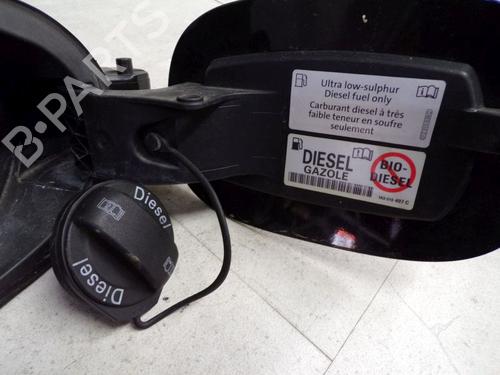 B-PARTS
Ultra low-sulphur
Diesel fuel only
Carburant diesel à très
faible teneur en soufre
seulement
DIESEL
GAZOLE
BIO-
DIESEL
Diesel
Diesel